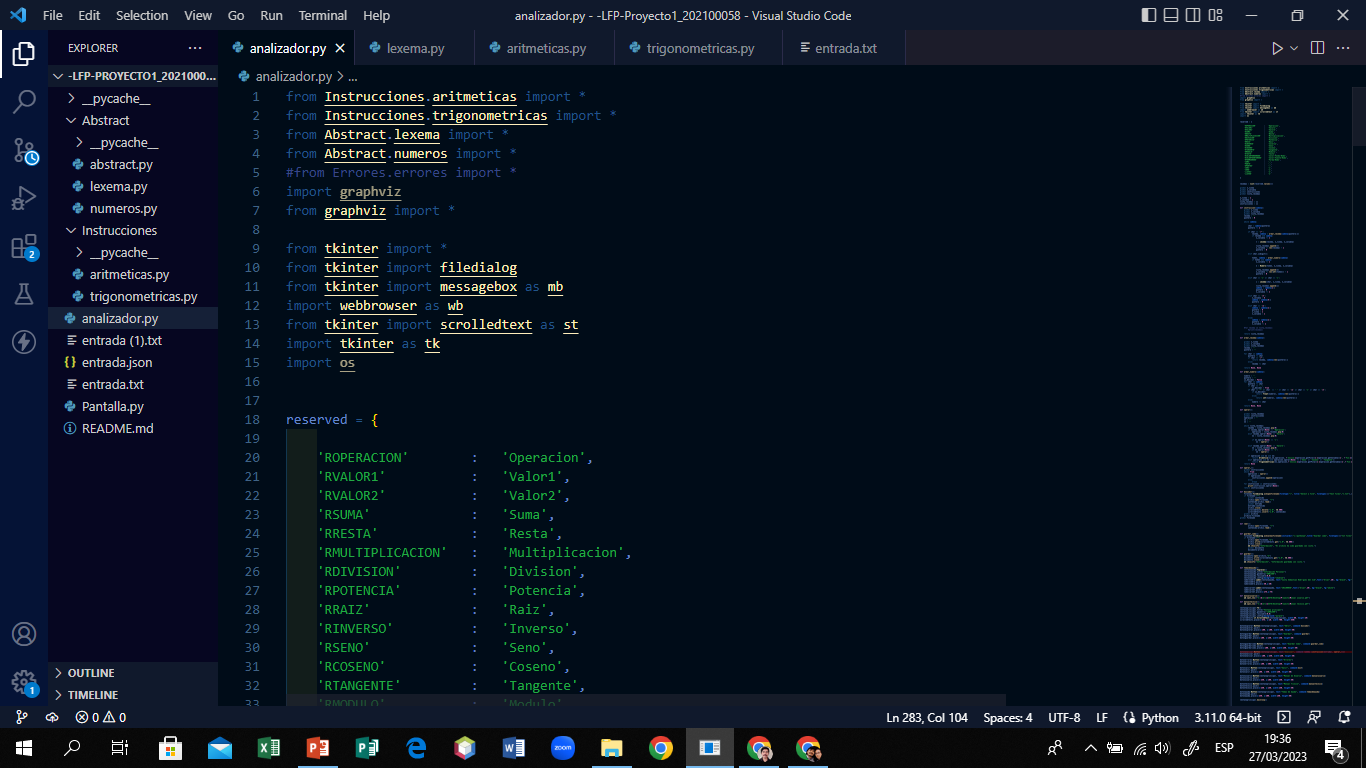 File Edit Selection View Go Run Terminal Help analizador.py - -LFP-Proyecto1_202100058 - Visual Studio Code
EXPLORER
analizador.py lexema.py aritmeticas.py trigonometricas.py entrada.txt
-LFP-PROYECTO1_202100...
__pycache__
Abstract
__pycache__
abstract.py
lexema.py
numeros.py
Instrucciones
__pycache__
aritmeticas.py
trigonometricas.py
analizador.py
entrada (1).txt
entrada.json
entrada.txt
Pantalla.py
README.md
OUTLINE
TIMELINE
2
1
analizador.py > ...
1 from Instrucciones.aritmeticas import *
2 from Instrucciones.trigonometricas import *
3 from Abstract.lexema import *
4 from Abstract.numeros import *
5 #from Errores.errores import *
6 import graphviz
7 from graphviz import *
8
9 from tkinter import *
10 from tkinter import filedialog
11 from tkinter import messagebox as mb
12 import webbrowser as wb
13 from tkinter import scrolledtext as st
14 import tkinter as tk
15 import os
16
17
18 reserved = {
19
20 'ROPERACION' : 'Operacion',
21 'RVALOR1' : 'Valor1',
22 'RVALOR2' : 'Valor2',
23 'RSUMA' : 'Suma',
24 'RRESTA' : 'Resta',
25 'RMULTIPLICACION' : 'Multiplicacion',
26 'RDIVISION' : 'Division',
27 'RPOTENCIA' : 'Potencia',
28 'RRAIZ' : 'Raiz',
29 'RINVERSO' : 'Inverso',
30 'RSENO' : 'Seno',
31 'RCOSENO' : 'Coseno',
32 'RTANGENTE' : 'Tangente',
33 'RMODULO' : 'Modulo'
0 0 Ln 283, Col 104 Spaces: 4 UTF-8 LF Python 3.11.0 64-bit
zoom ESP 19:36
27/03/2023 4